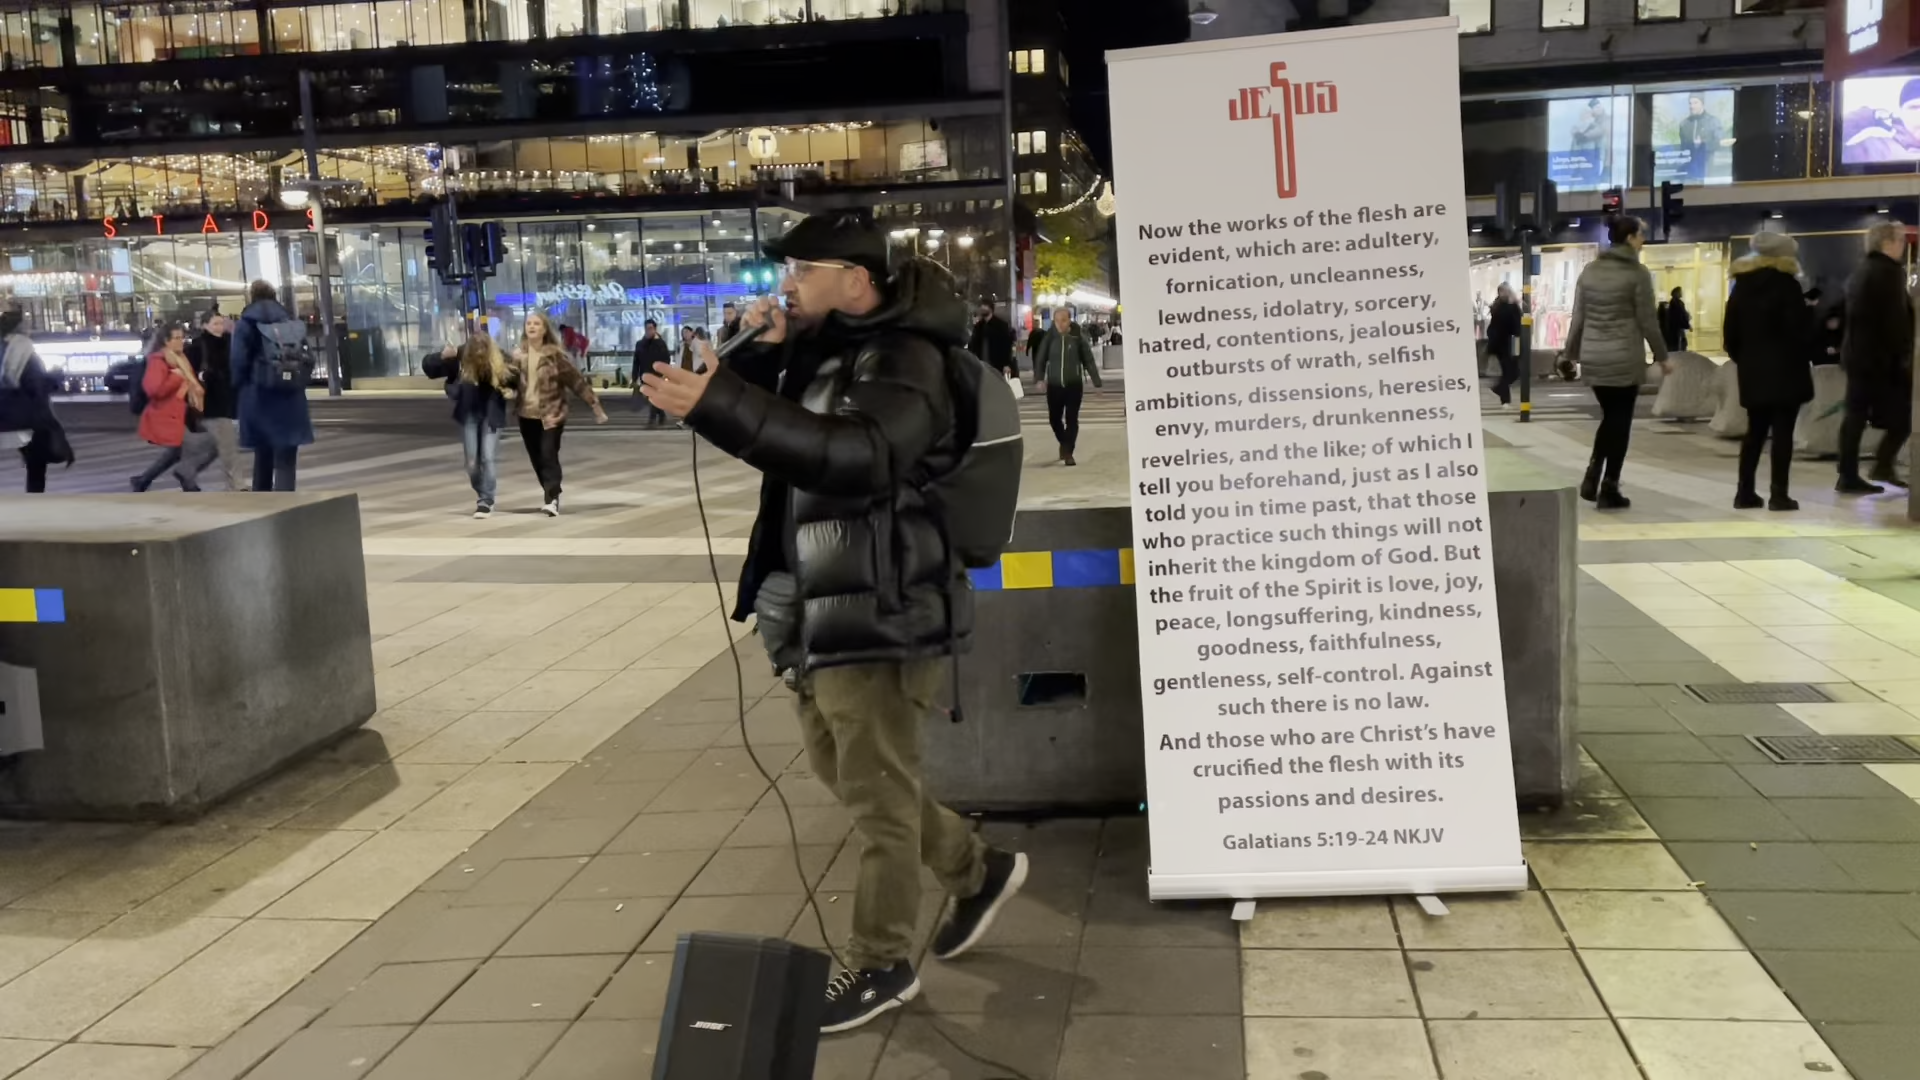 JESUS
Now the works of the flesh are
evident, which are: adultery,
fornication, uncleanness,
lewdness, idolatry, sorcery,
hatred, contentions, jealousies,
outbursts of wrath, selfish
ambitions, dissensions, heresies,
envy, murders, drunkenness,
revelries, and the like; of which I
tell you beforehand, just as I also
told you in time past, that those
who practice such things will not
inherit the kingdom of God. But
the fruit of the Spirit is love, joy,
peace, longsuffering, kindness,
goodness, faithfulness,
gentleness, self-control. Against
such there is no law.
And those who are Christ's have
crucified the flesh with its
passions and desires.
Galatians 5:19-24 NKJV
STADS
T
BOSE